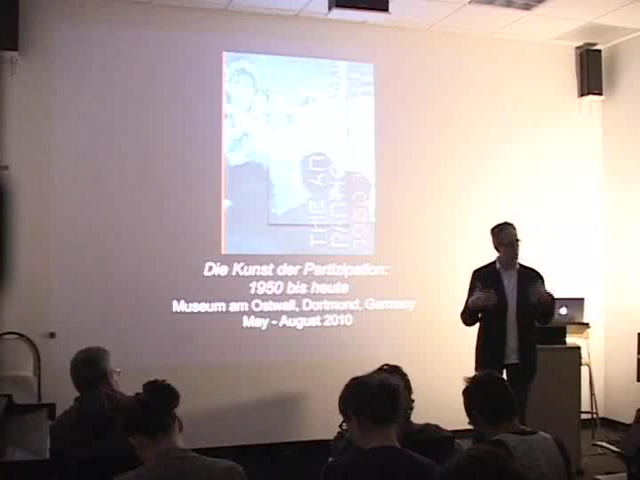 Die Kunst der Partizipation:
1950 bis heute
Museum am Ostwall, Dortmund, Germany
May - August 2010